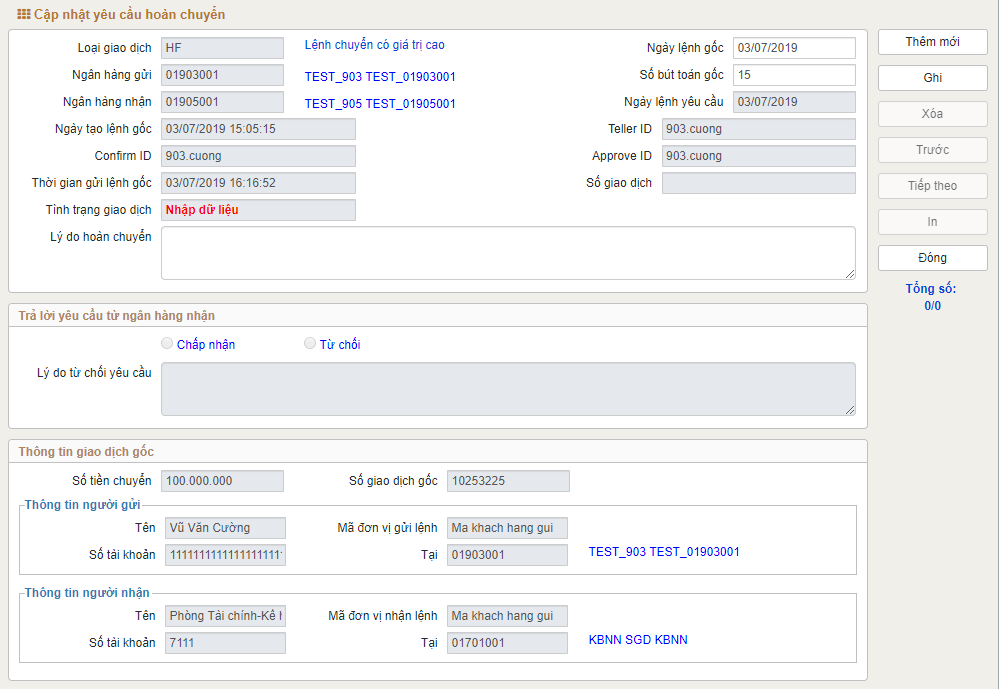 Cập nhật yêu cầu hoàn chuyển
Loại giao dịch HF Lệnh chuyển có giá trị cao Ngày lệnh gốc 03/07/2019
Ngân hàng gửi 01903001 TEST_903 TEST_01903001 Số bút toán gốc 15
Ngân hàng nhận 01905001 TEST_905 TEST_01905001 Ngày lệnh yêu cầu 03/07/2019
Ngày tạo lệnh gốc 03/07/2019 15:05:15 Teller ID 903.cuong
Confirm ID 903.cuong Approve ID 903.cuong
Thời gian gửi lệnh gốc 03/07/2019 16:16:52 Số giao dịch
Tình trạng giao dịch Nhập dữ liệu
Lý do hoàn chuyển
Thêm mới
Ghi
Xóa
Trước
Tiếp theo
In
Đóng
Tổng số:
0/0
Trả lời yêu cầu từ ngân hàng nhận
Chấp nhận Từ chối
Lý do từ chối yêu cầu
Thông tin giao dịch gốc
Số tiền chuyển 100.000.000 Số giao dịch gốc 10253225
Thông tin người gửi
Tên Vũ Văn Cường Mã đơn vị gửi lệnh Ma khach hang gui
Số tài khoản Tại 01903001 TEST_903 TEST_01903001
Thông tin người nhận
Tên Phòng Tài chính-Kế Mã đơn vị nhận lệnh Ma khach hang gui
Số tài khoản 7111 Tại 01701001 KBNN SGD KBNN